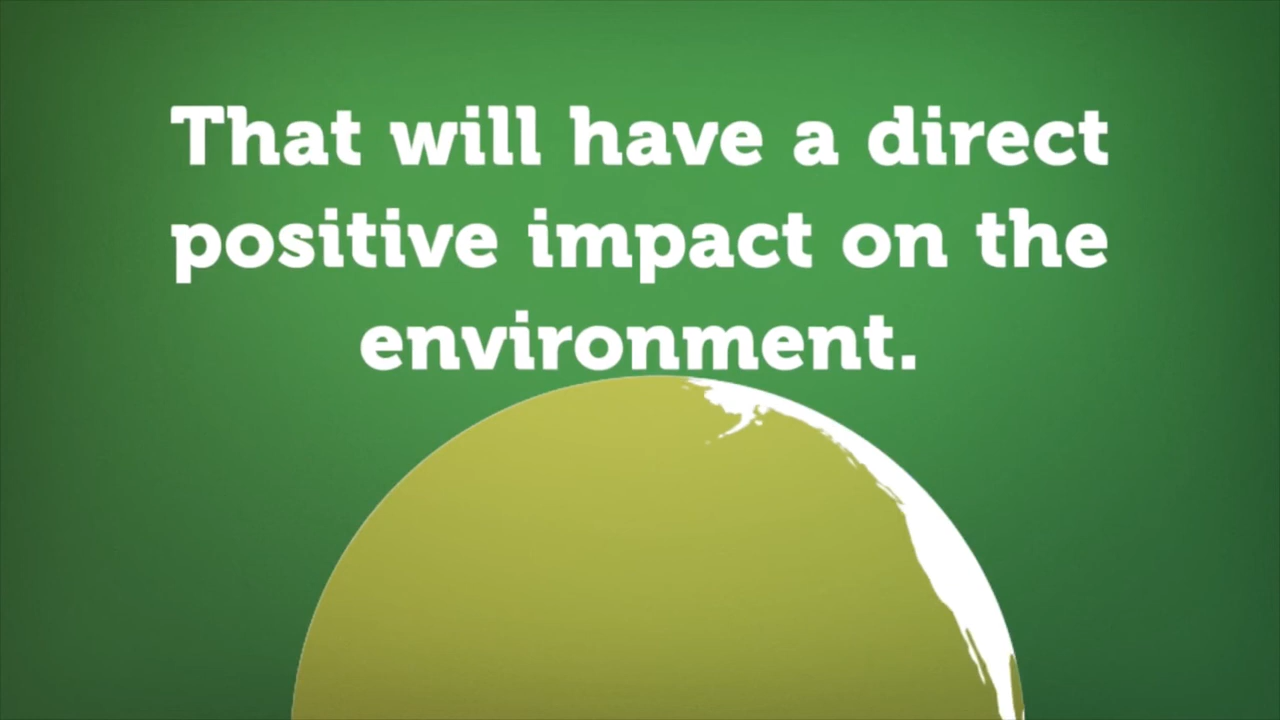 That will have a direct
positive impact on the
environment.